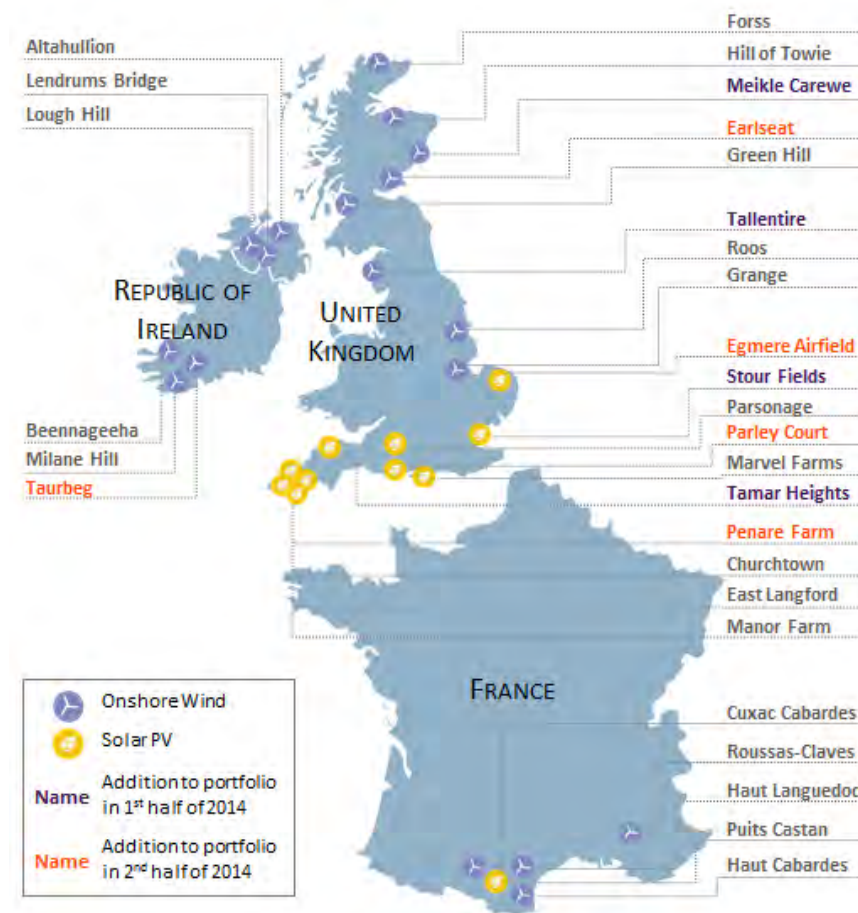 Altahullion
Lendrums Bridge
Lough Hill
Forss
Hill of Towie
Meikle Carewe
Earlseat
Green Hill
Tallentire
Roos
Grange
REPUBLIC OF
IRELAND
UNITED
KINGDOM
Egmere Airfield
Stour Fields
Parsonage
Parley Court
Marvel Farms
Tamar Heights
Beennageeha
Milane Hill
Taurbeg
Penare Farm
Churchtown
East Langford
Manor Farm
FRANCE
Cuxac Cabardes
Roussas-Claves
Haut Languedoc
Puits Castan
Haut Cabardes
Onshore Wind
Solar PV
Name Addition to portfolio
in 1st half of 2014
Name Addition to portfolio
in 2nd half of 2014